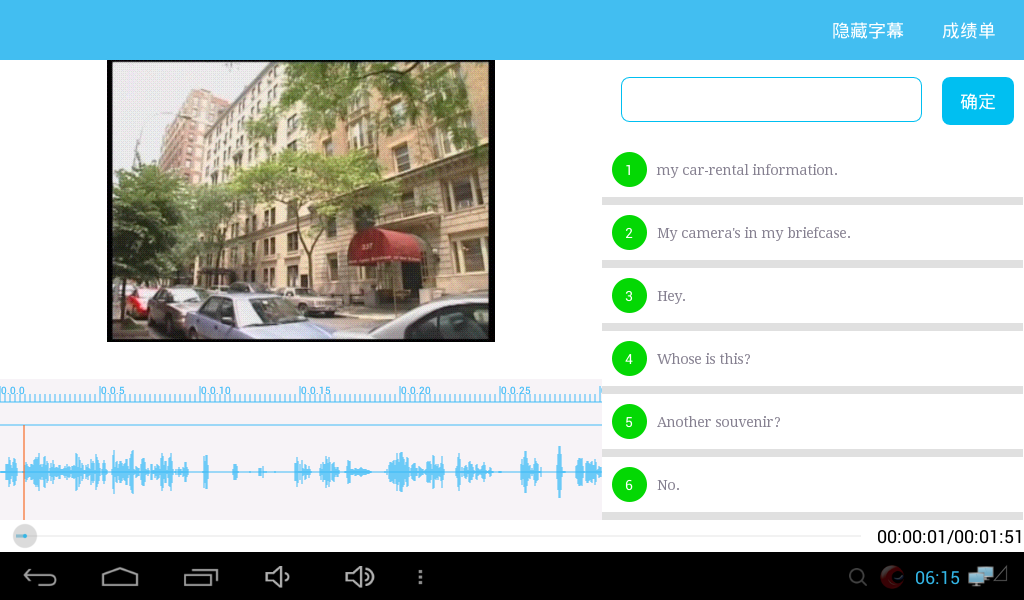 隐藏字幕 成绩单
337
确定
1 my car-rental information.
2 My camera's in my briefcase.
3 Hey.
4 Whose is this?
5 Another souvenir?
6 No.
0.0.0 0.0.5 0.0.10 0.0.15 0.0.20 0.0.25
00:00:01/00:01:51
06:15